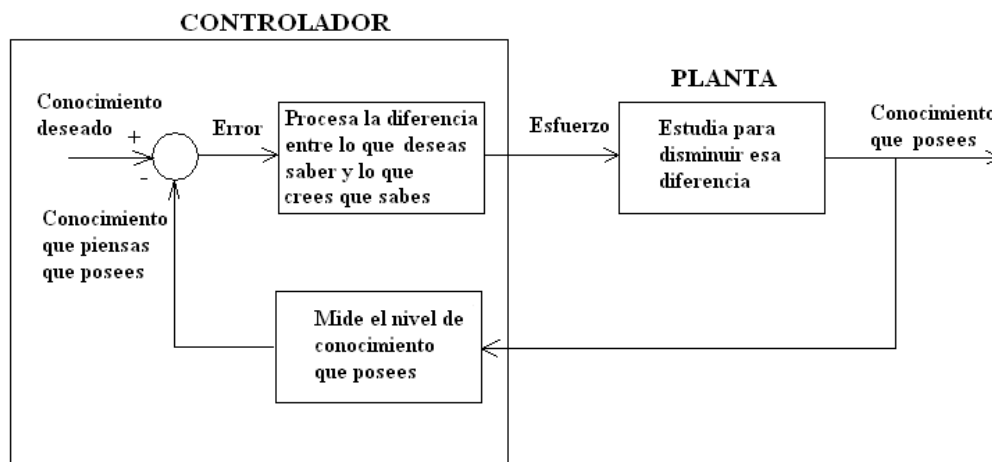 CONTROLADOR
Conocimiento
deseado
+
-
Error
Procesa la diferencia
entre lo que deseas
saber y lo que
crees que sabes
Esfuerzo
PLANTA
Estudia para
disminuir esa
diferencia
Conocimiento
que posees
Conocimiento
que piensas
que posees
Mide el nivel de
conocimiento
que posees